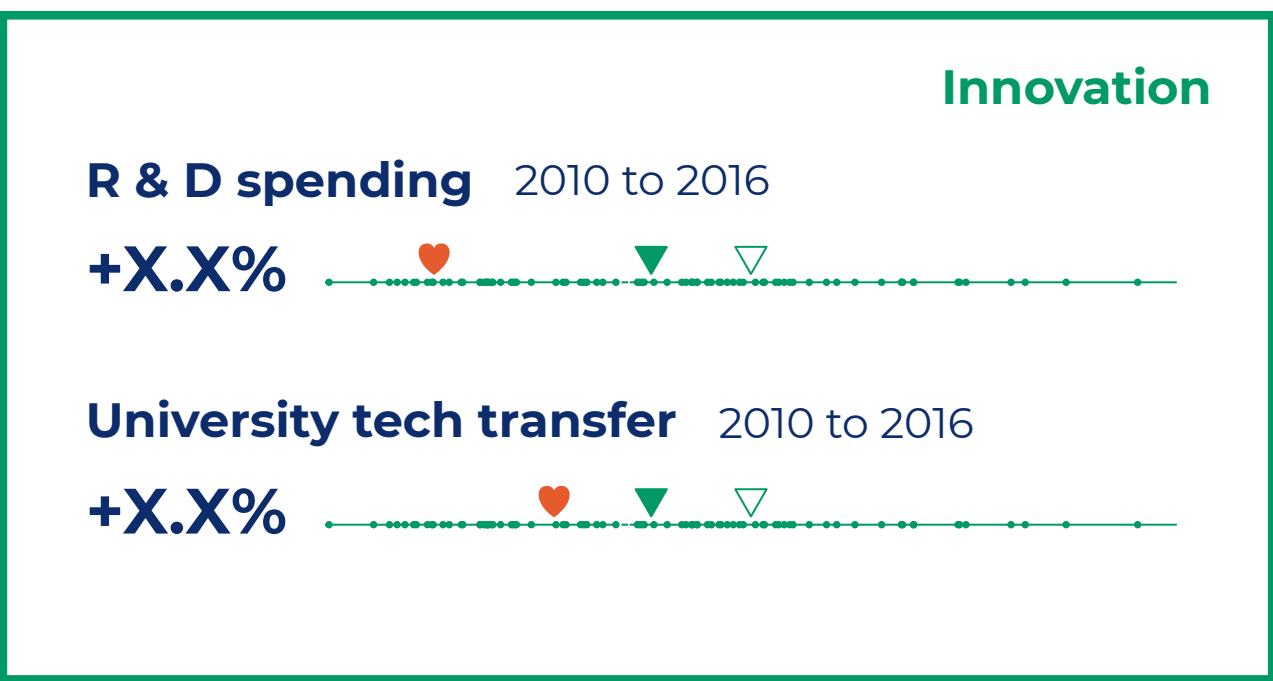 Innovation
R & D spending 2010 to 2016
+X.X%
University tech transfer 2010 to 2016
+X.X%